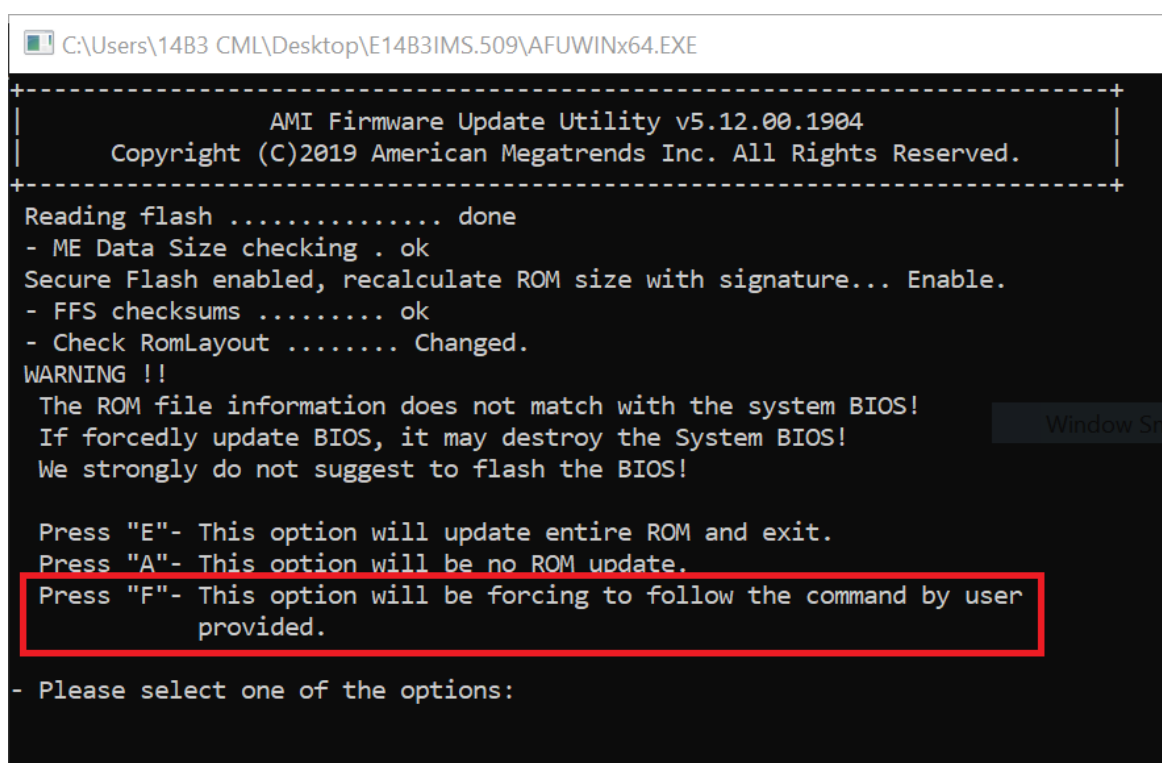 C:\Users\14B3 CML\Desktop\E14B3IMS.509\AFUWINx64.EXE
+---------------------------------------------------------------------------+
| AMI Firmware Update Utility v5.12.00.1904 |
| Copyright (C)2019 American Megatrends Inc. All Rights Reserved. |
+---------------------------------------------------------------------------+
Reading flash ............... done
- ME Data Size checking . ok
Secure Flash enabled, recalculate ROM size with signature... Enable.
- FFS checksums ......... ok
- Check RomLayout ........ Changed.
WARNING !!
The ROM file information does not match with the system BIOS!
If forcedly update BIOS, it may destroy the System BIOS!
Window
We strongly do not suggest to flash the BIOS!
Press "E"- This option will update entire ROM and exit.
Press "A"- This option will be no ROM update.
Press "F"- This option will be forcing to follow the command by user
provided.
- Please select one of the options: